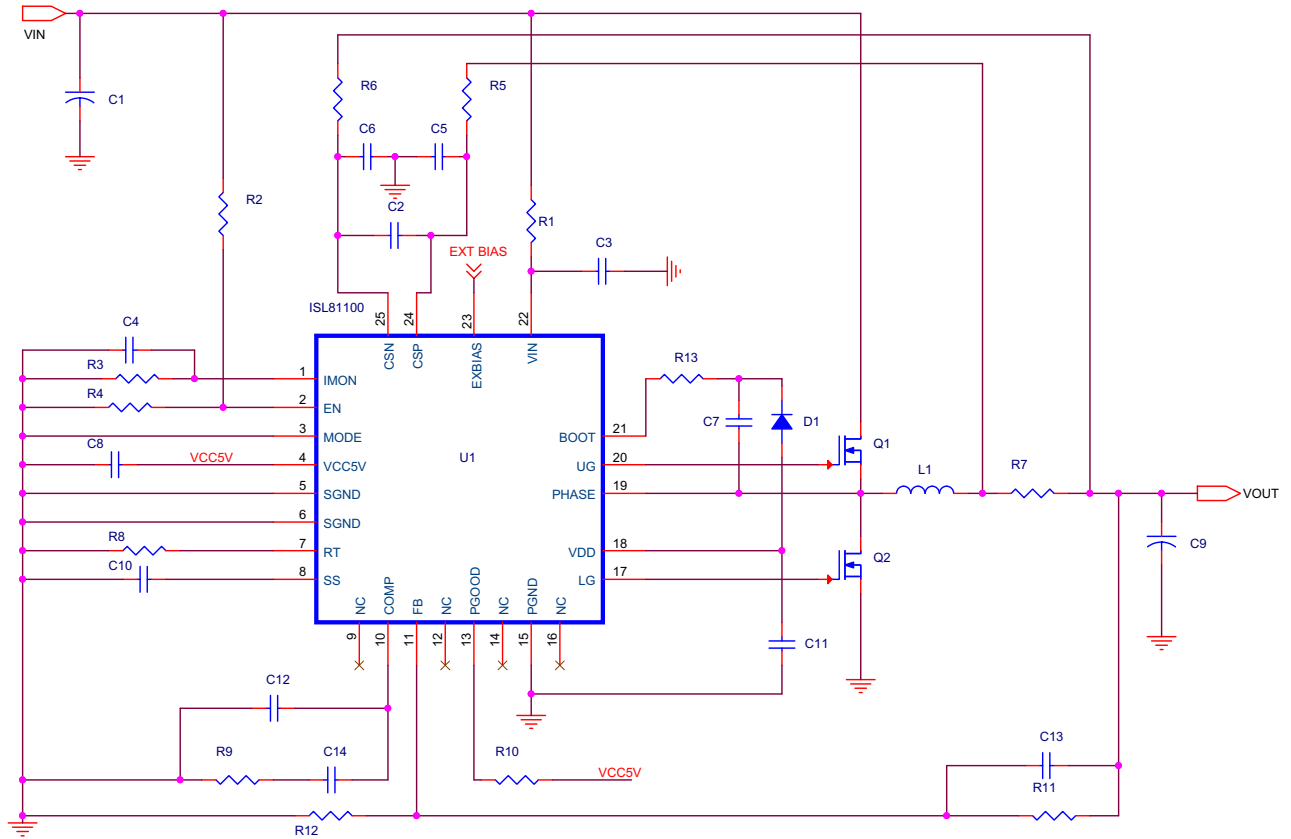 VIN
C1
R6
R5
C6
C5
R2
C2
R1
EXT BIAS
C3
ISL81100
25
24
23
22
CSN
CSP
EXBIAS
VIN
C4
R3
R4
C8
VCC5V
R8
C10
1
2
3
4
5
6
7
8
IMON
EN
MODE
VCC5V
SGND
SGND
RT
SS
U1
BOOT
UG
PHASE
VDD
LG
21
20
19
18
17
R13
C7
D1
Q1
L1
R7
VOUT
Q2
C9
C11
NC
COMP
FB
NC
PGOOD
NC
PGND
NC
9
10
11
12
13
14
15
16
C12
R9
C14
R10
VCC5V
C13
R11
R12